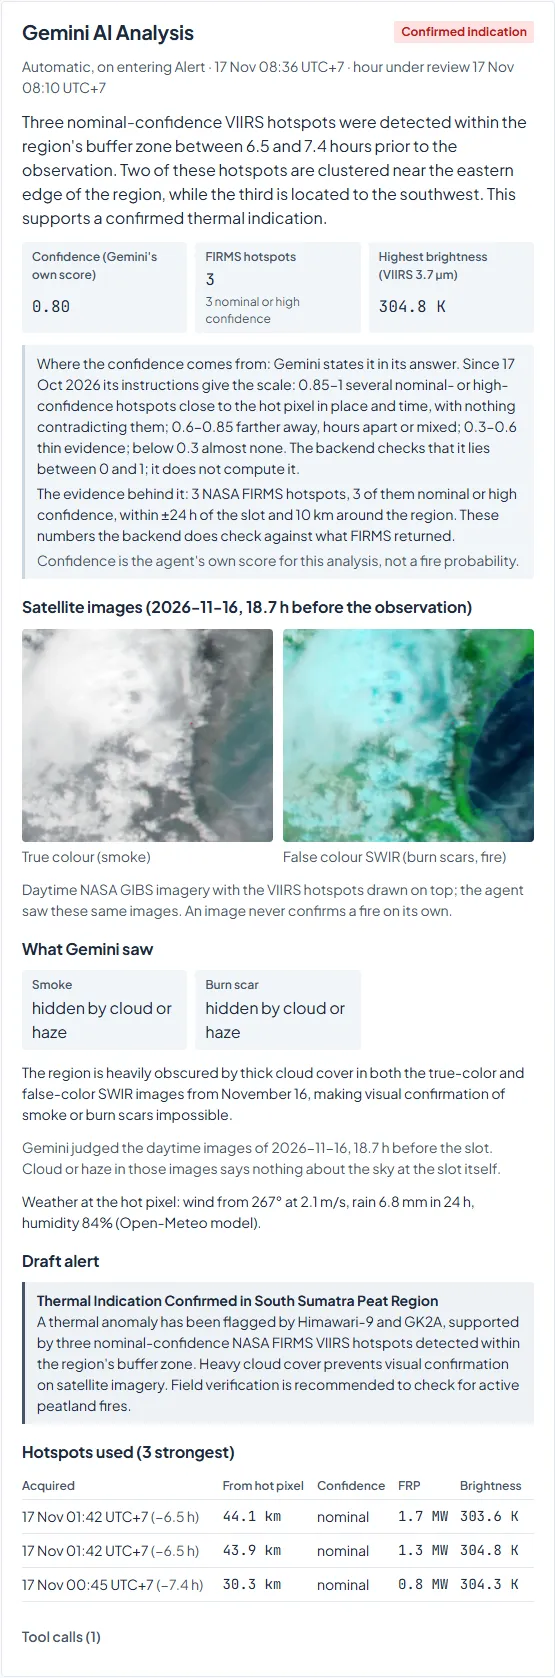 Gemini AI Analysis
Confirmed indication
Automatic, on entering Alert · 17 Nov 08:36 UTC+7 · hour under review 17 Nov
08:10 UTC+7
Three nominal-confidence VIIRS hotspots were detected within the
region's buffer zone between 6.5 and 7.4 hours prior to the
observation. Two of these hotspots are clustered near the eastern
edge of the region, while the third is located to the southwest. This
supports a confirmed thermal indication.
Confidence (Gemini's
own score)
0.80
FIRMS hotspots
3
3 nominal or high
confidence
Highest brightness
(VIIRS 3.7 µm)
304.8 K
Where the confidence comes from: Gemini states it in its answer. Since 17
Oct 2026 its instructions give the scale: 0.85–1 several nominal- or high-
confidence hotspots close to the hot pixel in place and time, with nothing
contradicting them; 0.6–0.85 farther away, hours apart or mixed; 0.3–0.6
thin evidence; below 0.3 almost none. The backend checks that it lies
between 0 and 1; it does not compute it.
The evidence behind it: 3 NASA FIRMS hotspots, 3 of them nominal or high
confidence, within ±24 h of the slot and 10 km around the region. These
numbers the backend does check against what FIRMS returned.
Confidence is the agent's own score for this analysis, not a fire probability.
Satellite images (2026-11-16, 18.7 h before the observation)
True colour (smoke)
False colour SWIR (burn scars, fire)
Daytime NASA GIBS imagery with the VIIRS hotspots drawn on top; the agent
saw these same images. An image never confirms a fire on its own.
What Gemini saw
Smoke
hidden by cloud or
haze
Burn scar
hidden by cloud or
haze
The region is heavily obscured by thick cloud cover in both the true-color and
false-color SWIR images from November 16, making visual confirmation of
smoke or burn scars impossible.
Gemini judged the daytime images of 2026-11-16, 18.7 h before the slot.
Cloud or haze in those images says nothing about the sky at the slot itself.
Weather at the hot pixel: wind from 267° at 2.1 m/s, rain 6.8 mm in 24 h,
humidity 84% (Open-Meteo model).
Draft alert
Thermal Indication Confirmed in South Sumatra Peat Region
A thermal anomaly has been flagged by Himawari-9 and GK2A, supported
by three nominal-confidence NASA FIRMS VIIRS hotspots detected within
the region's buffer zone. Heavy cloud cover prevents visual confirmation
on satellite imagery. Field verification is recommended to check for active
peatland fires.
Hotspots used (3 strongest)
Acquired From hot pixel Confidence FRP Brightness
17 Nov 01:42 UTC+7 (−6.5 h) 44.1 km nominal 1.7 MW 303.6 K
17 Nov 01:42 UTC+7 (−6.5 h) 43.9 km nominal 1.3 MW 304.8 K
17 Nov 00:45 UTC+7 (−7.4 h) 30.3 km nominal 0.8 MW 304.3 K
Tool calls (1)